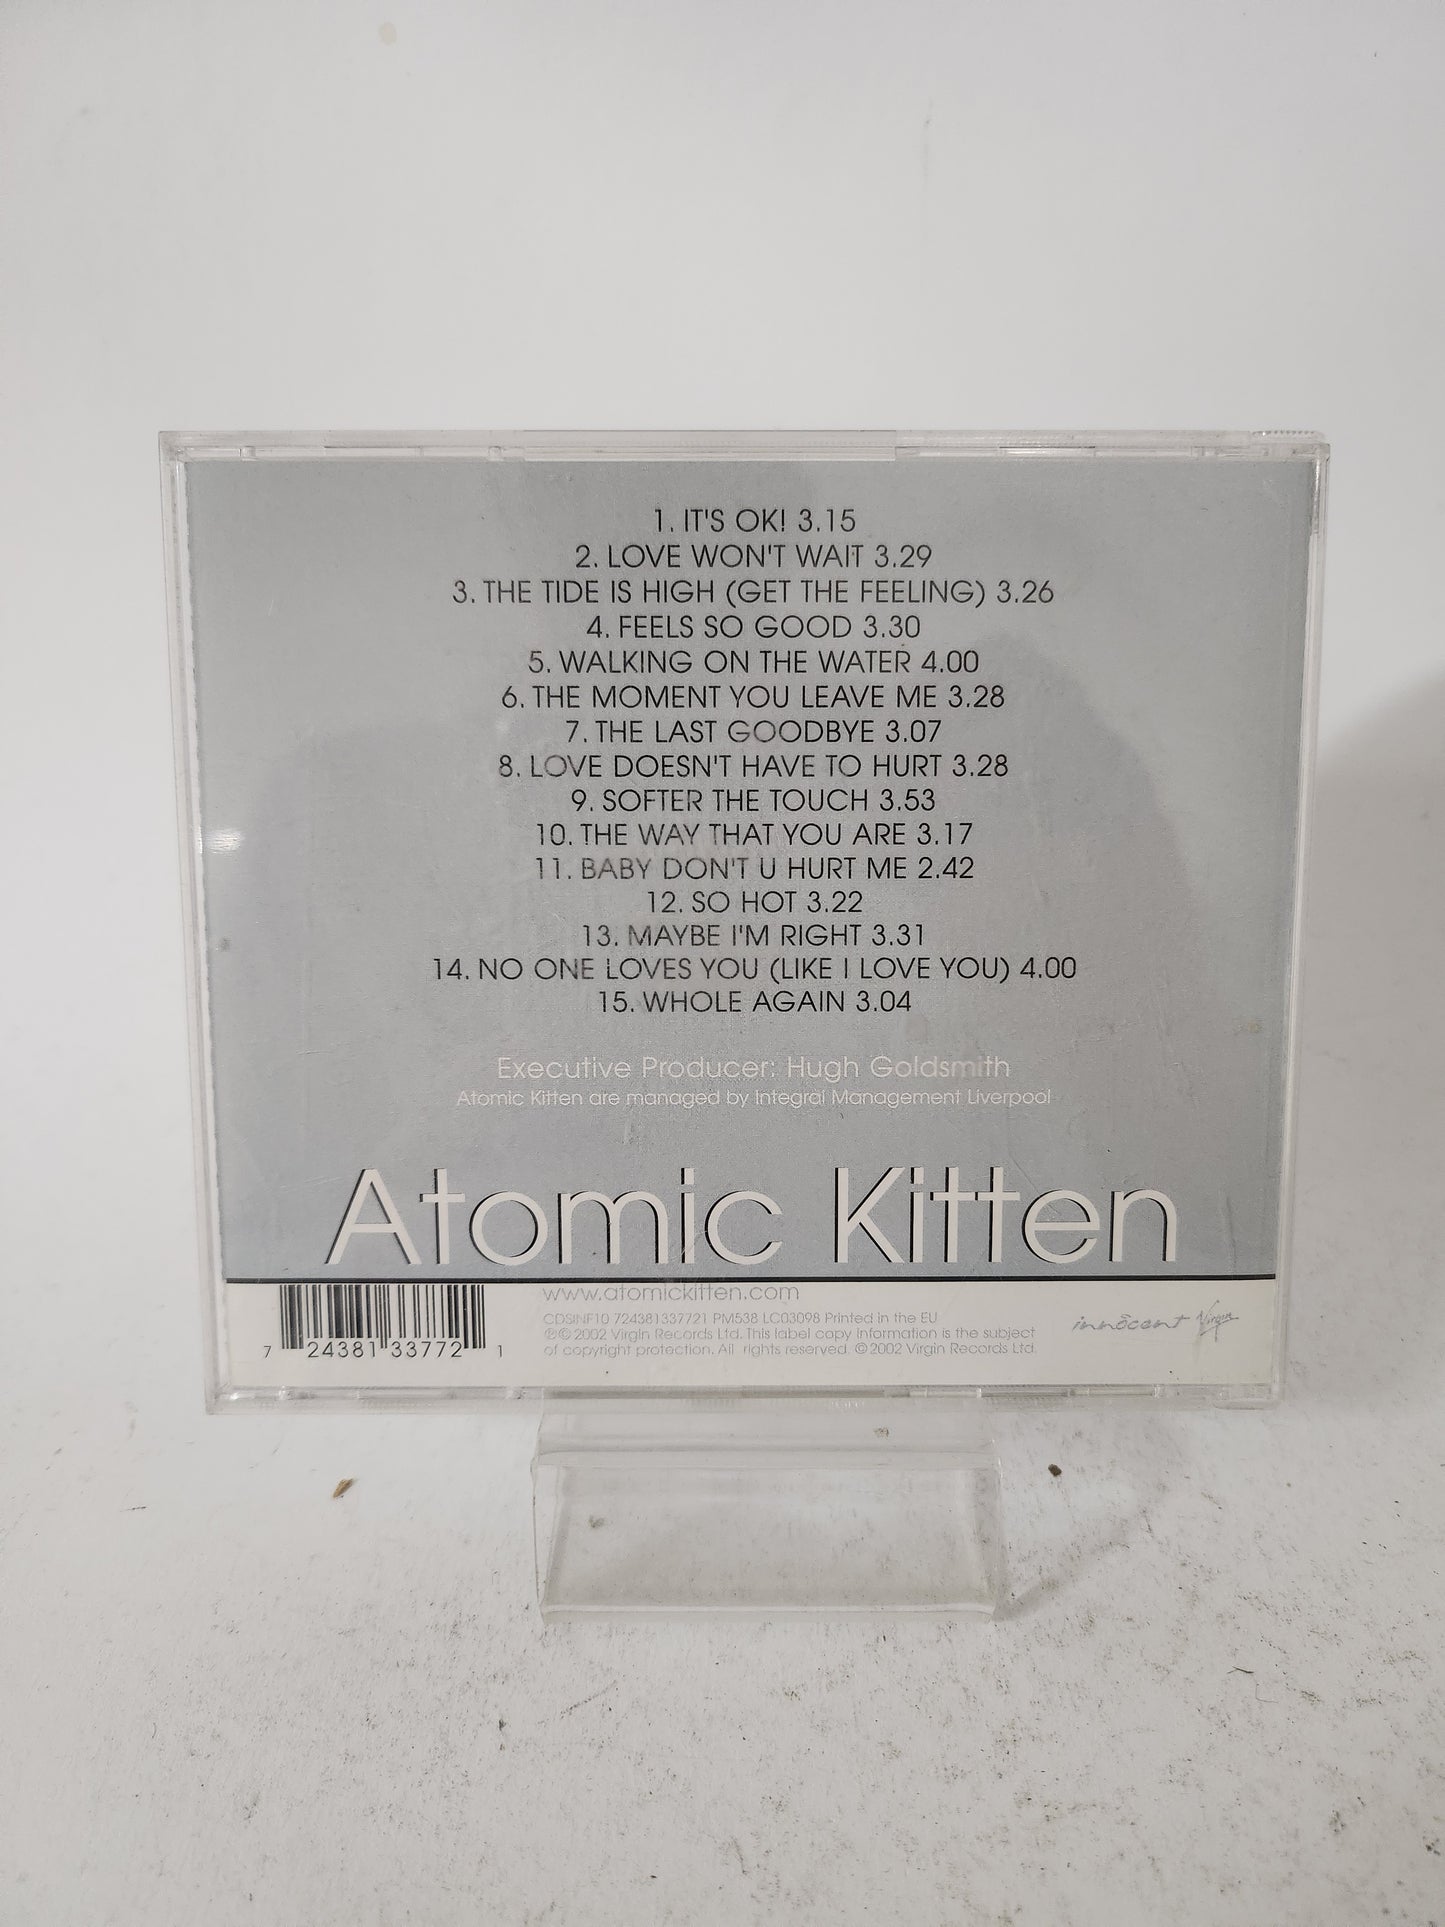 1. IT'S OK! 3.15
2. LOVE WON'T WAIT 3.29
3. THE TIDE IS HIGH (GET THE FEELING) 3.26
4. FEELS SO GOOD 3.30
5. WALKING ON THE WATER 4.00
6. THE MOMENT YOU LEAVE ME 3.28
7. THE LAST GOODBYE 3.07
8. LOVE DOESN'T HAVE TO HURT 3.28
9. SOFTER THE TOUCH 3.53
10. THE WAY THAT YOU ARE 3.17
11. BABY DON'T U HURT ME 2.42
12. SO HOT 3.22
13. MAYBE I'M RIGHT 3.31
14. NO ONE LOVES YOU (LIKE I LOVE YOU) 4.00
15. WHOLE AGAIN 3.04
Executive Producer: Hugh Goldsmith
Atomic Kitten are managed by Integral Management Liverpool
Atomic Kitten
www.atomickitten.com
CDSINF10 724381337721 PM538 LC03098 Printed in the EU
℗© 2002 Virgin Records Ltd. This label copy information is the subject
of copyright protection. All rights reserved. © 2002 Virgin Records Ltd.
7 24381 33772 1
innocent Virgin